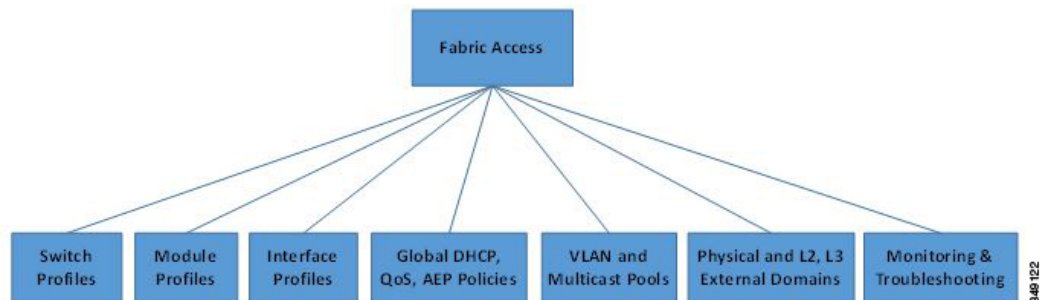 Fabric Access
Switch
Profiles
Module
Profiles
Interface
Profiles
Global DHCP,
QoS, AEP Policies
VLAN and
Multicast Pools
Physical and L2, L3
External Domains
Monitoring &
Troubleshooting
349122